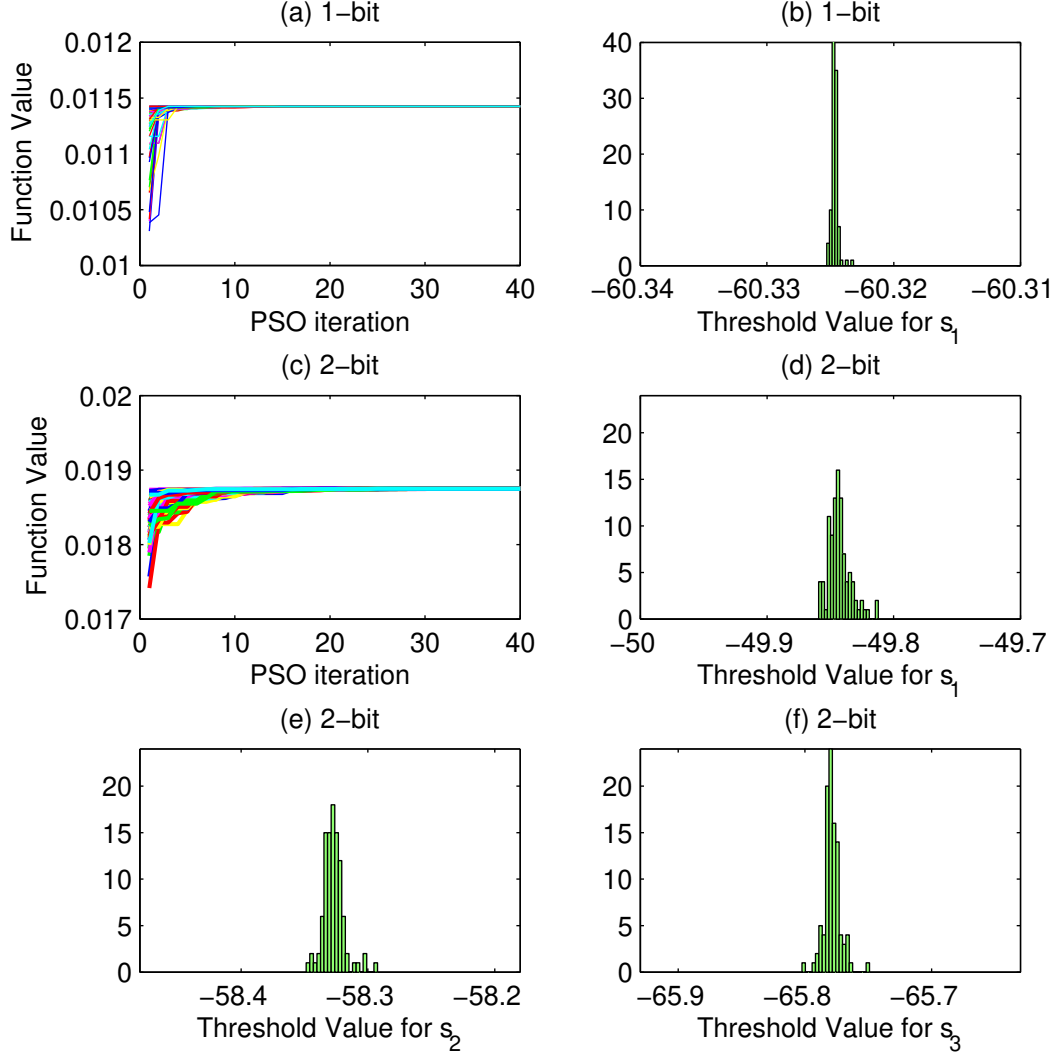 (a) 1−bit
0.012
0.0115
0.011
0.0105
0.01
Function Value
0 10 20 30 40
PSO iteration
(b) 1−bit
40
30
20
10
0
−60.34 −60.33 −60.32 −60.31
Threshold Value for s1
(c) 2−bit
0.02
0.019
0.018
0.017
Function Value
0 10 20 30 40
PSO iteration
(d) 2−bit
20
15
10
5
0
−50 −49.9 −49.8 −49.7
Threshold Value for s1
(e) 2−bit
20
15
10
5
0
−58.4 −58.3 −58.2
Threshold Value for s2
(f) 2−bit
20
15
10
5
0
−65.9 −65.8 −65.7
Threshold Value for s3